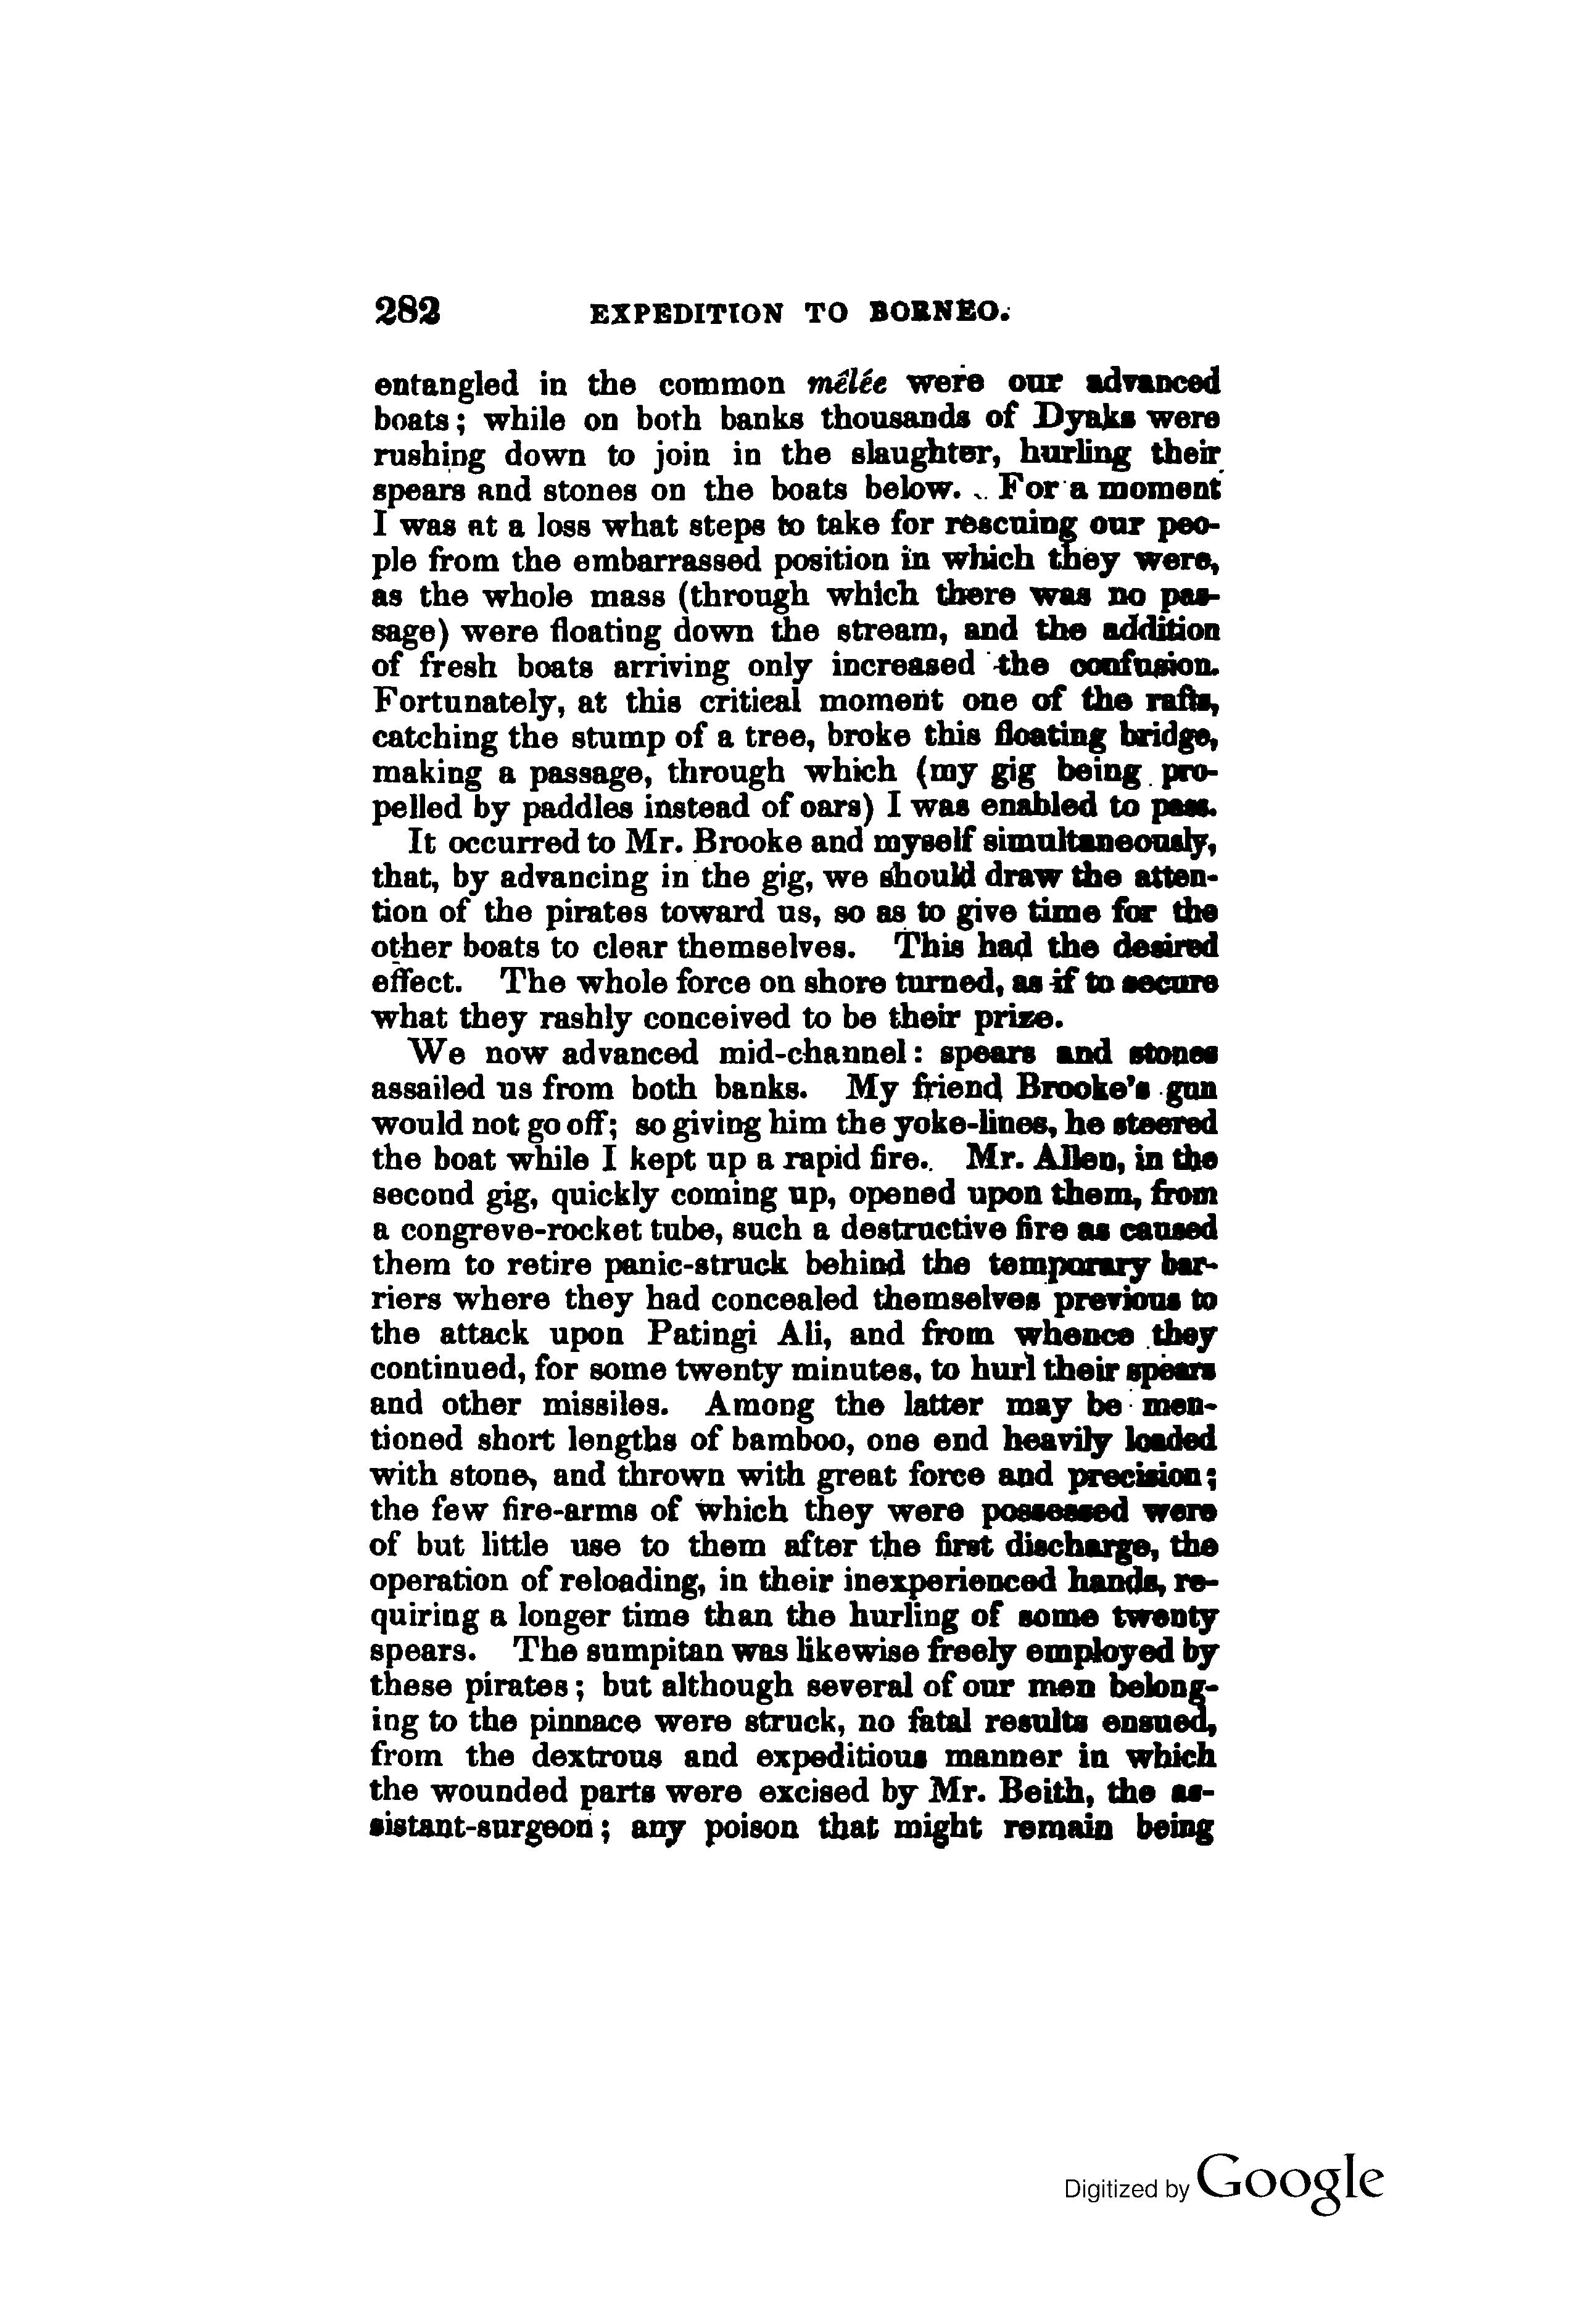 282 EXPEDITION TO BORNEO.
entangled in the common mêlée were our advanced
boats; while on both banks thousands of Dyaks were
rushing down to join in the slaughter, hurling their
spears and stones on the boats below. For a moment
I was at a loss what steps to take for rescuing our peo-
ple from the embarrassed position in which they were,
as the whole mass (through which there was no pas-
sage) were floating down the stream, and the addition
of fresh boats arriving only increased the confusion.
Fortunately, at this critical moment one of the rafts,
catching the stump of a tree, broke this floating bridge,
making a passage, through which (my gig being pro-
pelled by paddles instead of oars) I was enabled to pass.
It occurred to Mr. Brooke and myself simultaneously,
that, by advancing in the gig, we should draw the atten-
tion of the pirates toward us, so as to give time for the
other boats to clear themselves. This had the desired
effect. The whole force on shore turned, as if to secure
what they rashly conceived to be their prize.
We now advanced mid-channel: spears and stones
assailed us from both banks. My friend Brooke's gun
would not go off; so giving him the yoke-lines, he steered
the boat while I kept up a rapid fire. Mr. Allen, in the
second gig, quickly coming up, opened upon them, from
a congreve-rocket tube, such a destructive fire as caused
them to retire panic-struck behind the temporary bar-
riers where they had concealed themselves previous to
the attack upon Patingi Ali, and from whence they
continued, for some twenty minutes, to hurl their spears
and other missiles. Among the latter may be men-
tioned short lengths of bamboo, one end heavily loaded
with stone, and thrown with great force and precision;
the few fire-arms of which they were possessed were
of but little use to them after the first discharge, the
operation of reloading, in their inexperienced hands, re-
quiring a longer time than the hurling of some twenty
spears. The sumpitan was likewise freely employed by
these pirates; but although several of our men belong-
ing to the pinnace were struck, no fatal results ensued,
from the dextrous and expeditious manner in which
the wounded parts were excised by Mr. Beith, the as-
sistant-surgeon; any poison that might remain being
Digitized by Google